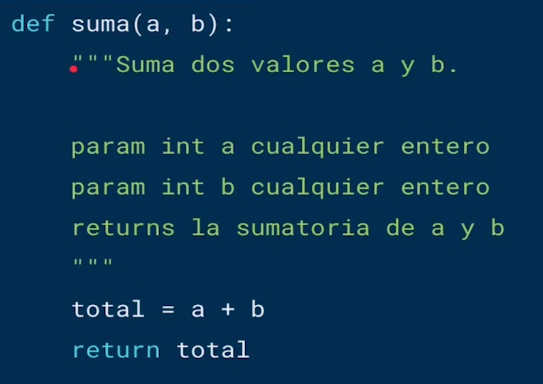 def suma(a, b):
    """Suma dos valores a y b.

    param int a cualquier entero
    param int b cualquier entero
    returns la sumatoria de a y b
    """
    total = a + b
    return total